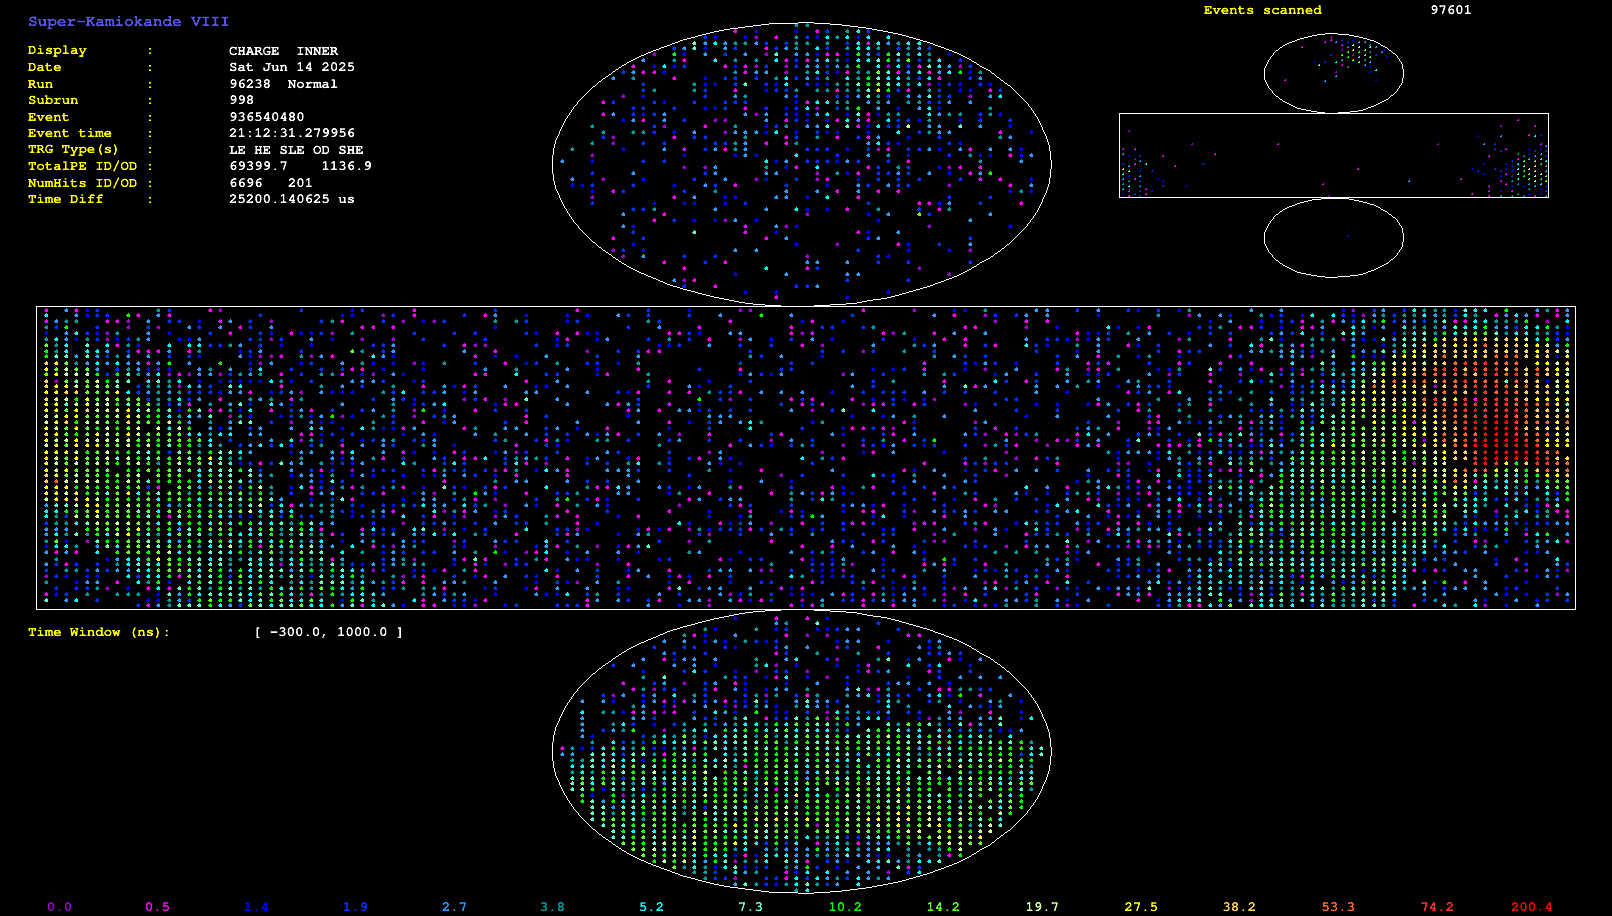 Super-Kamiokande VIII
Events scanned 97601
Display : CHARGE INNER
Date : Sat Jun 14 2025
Run : 96238 Normal
Subrun : 998
Event : 936540480
Event time : 21:12:31.279956
TRG Type(s) : LE HE SLE OD SHE
TotalPE ID/OD : 69399.7 1136.9
NumHits ID/OD : 6696 201
Time Diff : 25200.140625 us
Time Window (ns): [ -300.0, 1000.0 ]
0.0 0.5 1.4 1.9 2.7 3.8 5.2 7.3 10.2 14.2 19.7 27.5 38.2 53.3 74.2 200.4